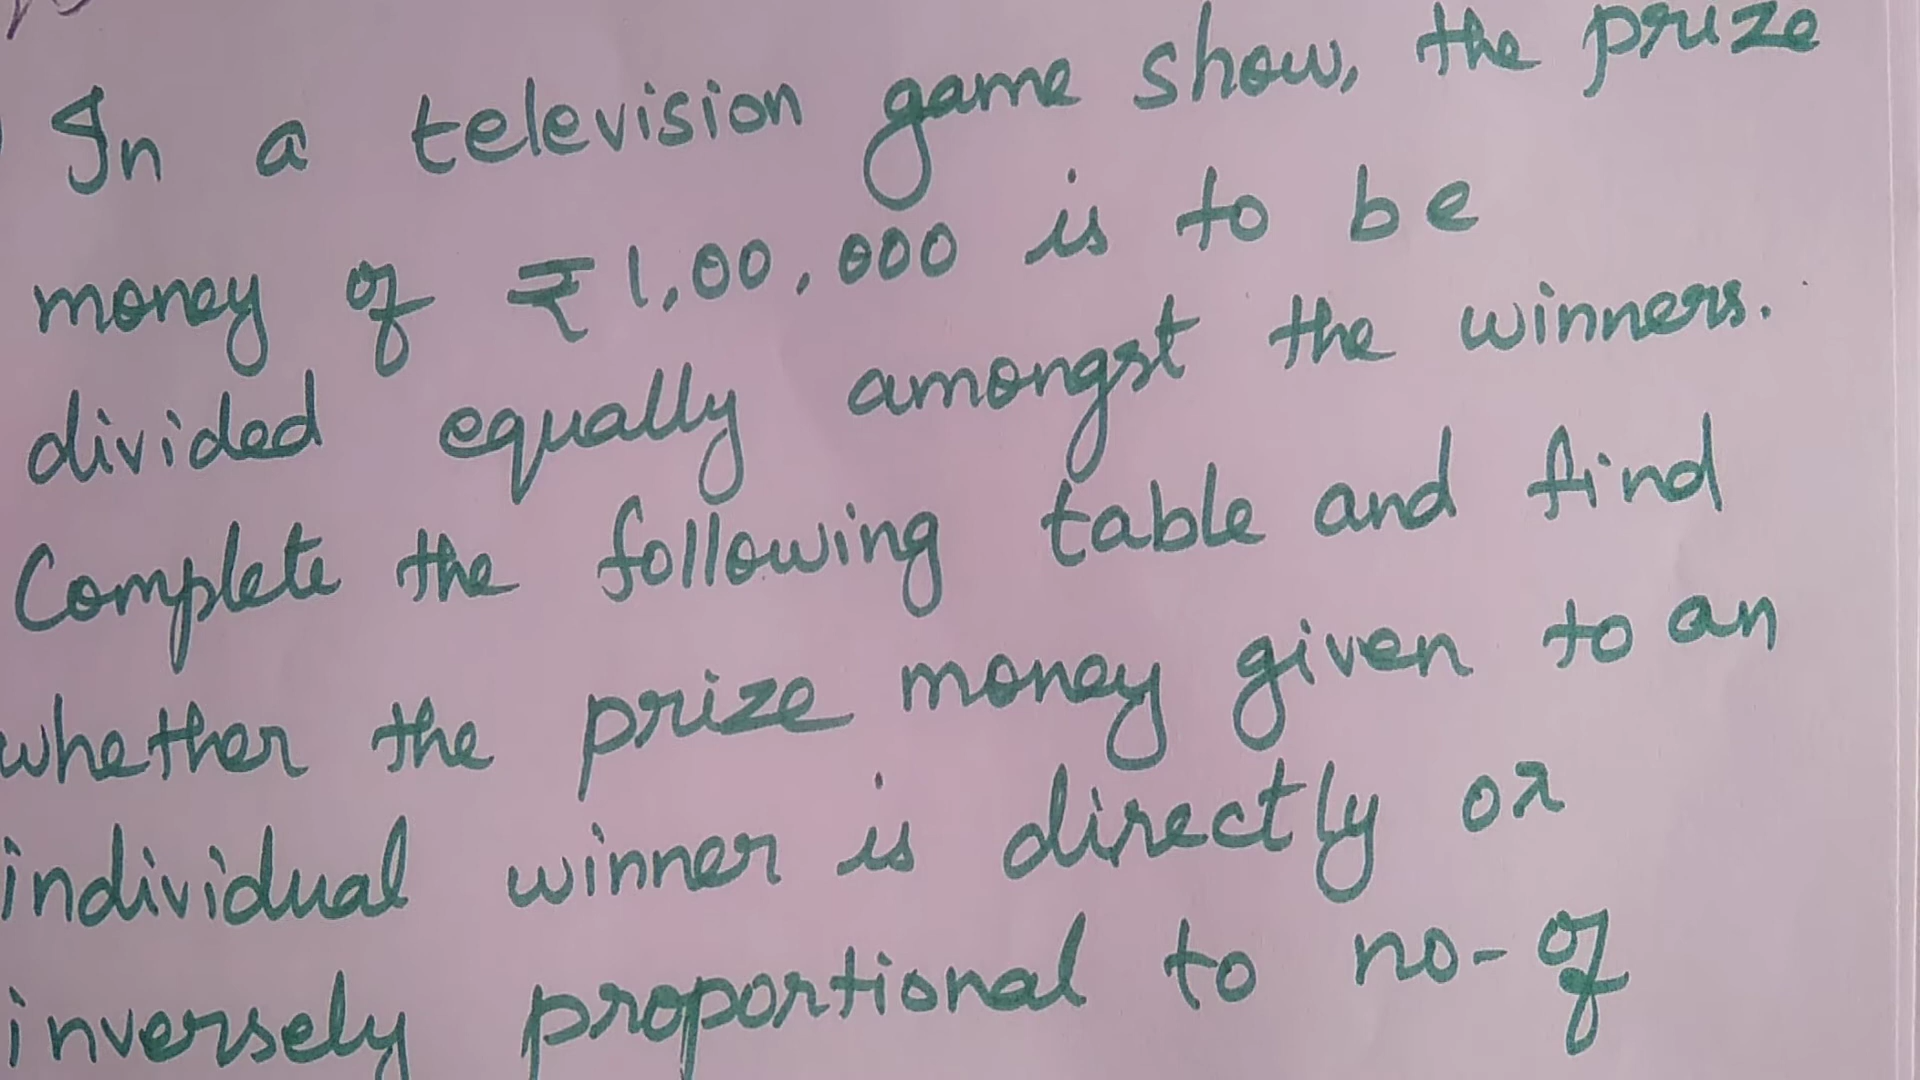 In a television game show, the prize
money of ₹1,00,000 is to be
divided equally amongst the winners.
Complete the following table and find
whether the prize money given to an
individual winner is directly or
inversely proportional to no- of